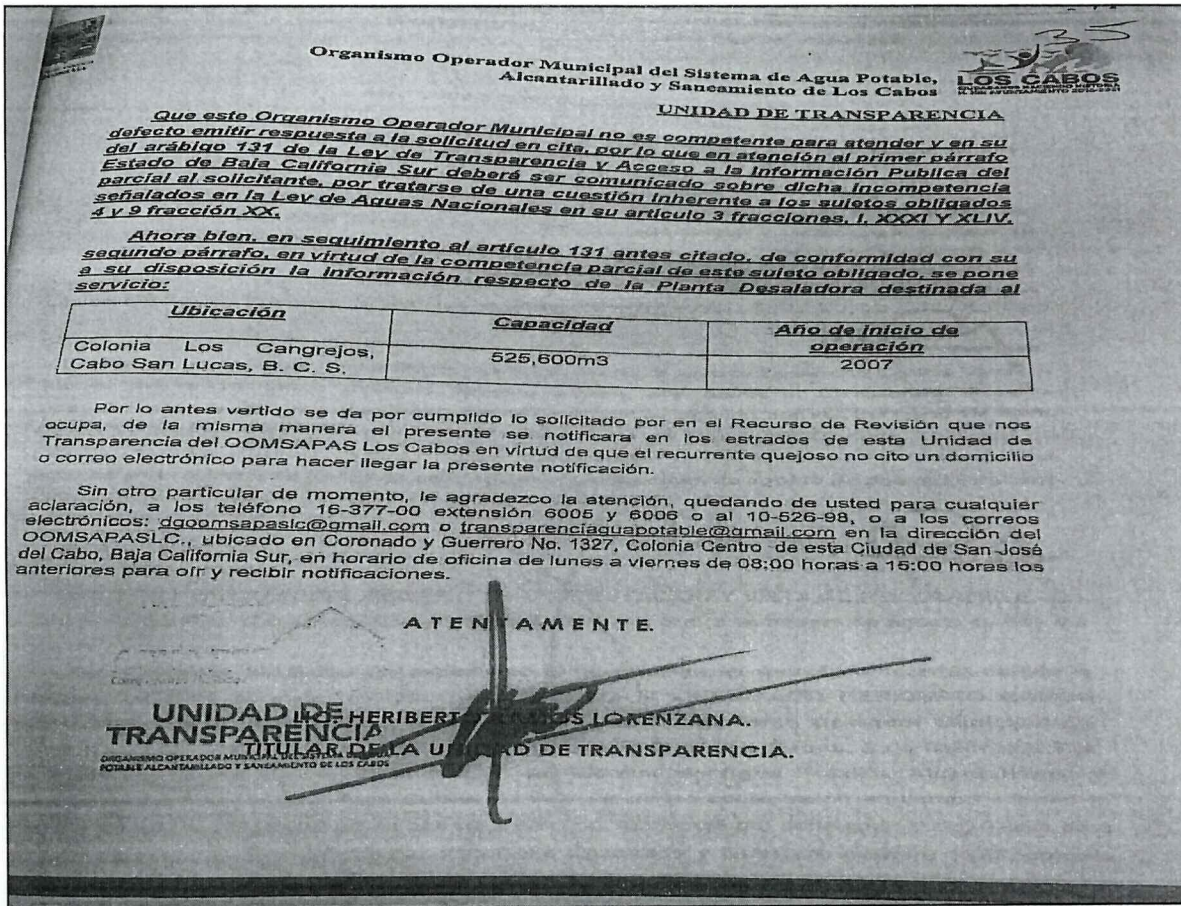 35
Organismo Operador Municipal del Sistema de Agua Potable,
Alcantarillado y Saneamiento de Los Cabos
LOS CABOS
UNIDAD DE TRANSPARENCIA
Que este Organismo Operador Municipal no es competente para atender y en su
defecto emitir respuesta a la solicitud en cita, por lo que en atención al primer párrafo
del arábigo 131 de la Ley de Transparencia y Acceso a la Información Publica del
Estado de Baja California Sur deberá ser comunicado sobre dicha incompetencia
parcial al solicitante, por tratarse de una cuestión inherente a los sujetos obligados
señalados en la Ley de Aguas Nacionales en su artículo 3 fracciones, I, XXXI Y XLIV,
4 y 9 fracción XX.
Ahora bien, en seguimiento al artículo 131 antes citado, de conformidad con su
segundo párrafo, en virtud de la competencia parcial de este sujeto obligado, se pone
a su disposición la Información respecto de la Planta Desaladora destinada al
servicio:
Ubicación Capacidad Año de inicio de
operación
Colonia Los Cangrejos, 525,600m3 2007
Cabo San Lucas, B. C. S.
Por lo antes vertido se da por cumplido lo solicitado por en el Recurso de Revisión que nos
ocupa, de la misma manera el presente se notificara en los estrados de esta Unidad de
Transparencia del OOMSAPAS Los Cabos en virtud de que el recurrente quejoso no cito un domicilio
o correo electrónico para hacer llegar la presente notificación.
Sin otro particular de momento, le agradezco la atención, quedando de usted para cualquier
aclaración, a los teléfono 16-377-00 extensión 6005 y 6006 o al 10-526-98, o a los correos
electrónicos: dgoomsapaslc@gmail.com o transparenciaguapotable@gmail.com en la dirección del
OOMSAPASLC., ubicado en Coronado y Guerrero No. 1327, Colonia Centro de esta Ciudad de San José
del Cabo, Baja California Sur, en horario de oficina de lunes a viernes de 08:00 horas a 15:00 horas los
anteriores para oír y recibir notificaciones.
ATENTAMENTE.
UNIDAD DE
TRANSPARENCIA
ORGANISMO OPERADOR MUNICIPAL DEL SISTEMA DE AGUA
POTABLE ALCANTARILLADO Y SANEAMIENTO DE LOS CABOS
LIC. HERIBERTO LORENZANA.
TITULAR DE LA UNIDAD DE TRANSPARENCIA.